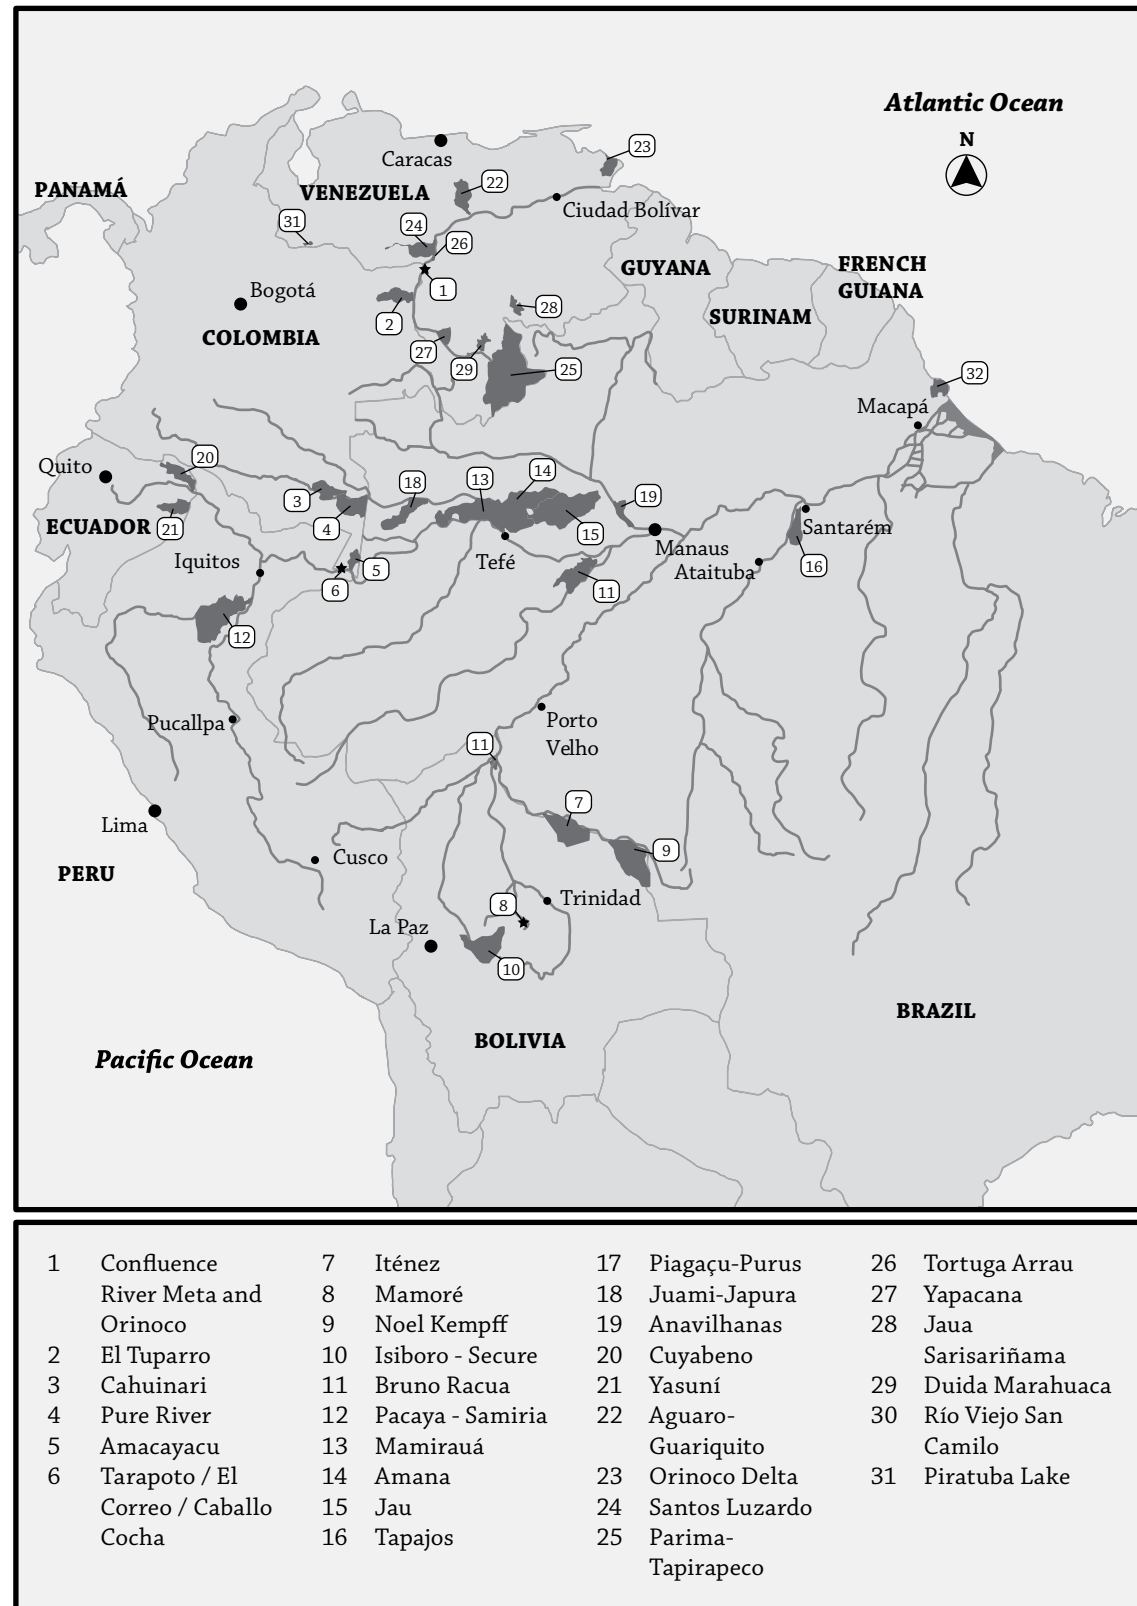 Atlantic Ocean
N
23
Caracas
PANAMÁ
VENEZUELA
22
Ciudad Bolívar
31
24
26
GUYANA
FRENCH
GUIANA
1
Bogotá
2
28
SURINAM
COLOMBIA
27
29
25
32
Macapá
Quito
20
3
18
13
14
19
ECUADOR
21
4
15
Santarém
Iquitos
5
Tefé
Manaus
Ataituba
16
6
11
12
Pucallpa
Porto
Velho
11
7
Lima
9
PERU
Cusco
8
Trinidad
La Paz
10
BRAZIL
BOLIVIA
Pacific Ocean
1 Confluence
River Meta and
Orinoco
2 El Tuparro
3 Cahuinari
4 Pure River
5 Amacayacu
6 Tarapoto / El
Correo / Caballo
Cocha
7 Iténez
8 Mamoré
9 Noel Kempff
10 Isiboro - Secure
11 Bruno Racua
12 Pacaya - Samiria
13 Mamirauá
14 Amana
15 Jau
16 Tapajos
17 Piagaçu-Purus
18 Juami-Japura
19 Anavilhanas
20 Cuyabeno
21 Yasuní
22 Aguaro-
Guariquito
23 Orinoco Delta
24 Santos Luzardo
25 Parima-
Tapirapeco
26 Tortuga Arrau
27 Yapacana
28 Jaua
Sarisariñama
29 Duida Marahuaca
30 Río Viejo San
Camilo
31 Piratuba Lake